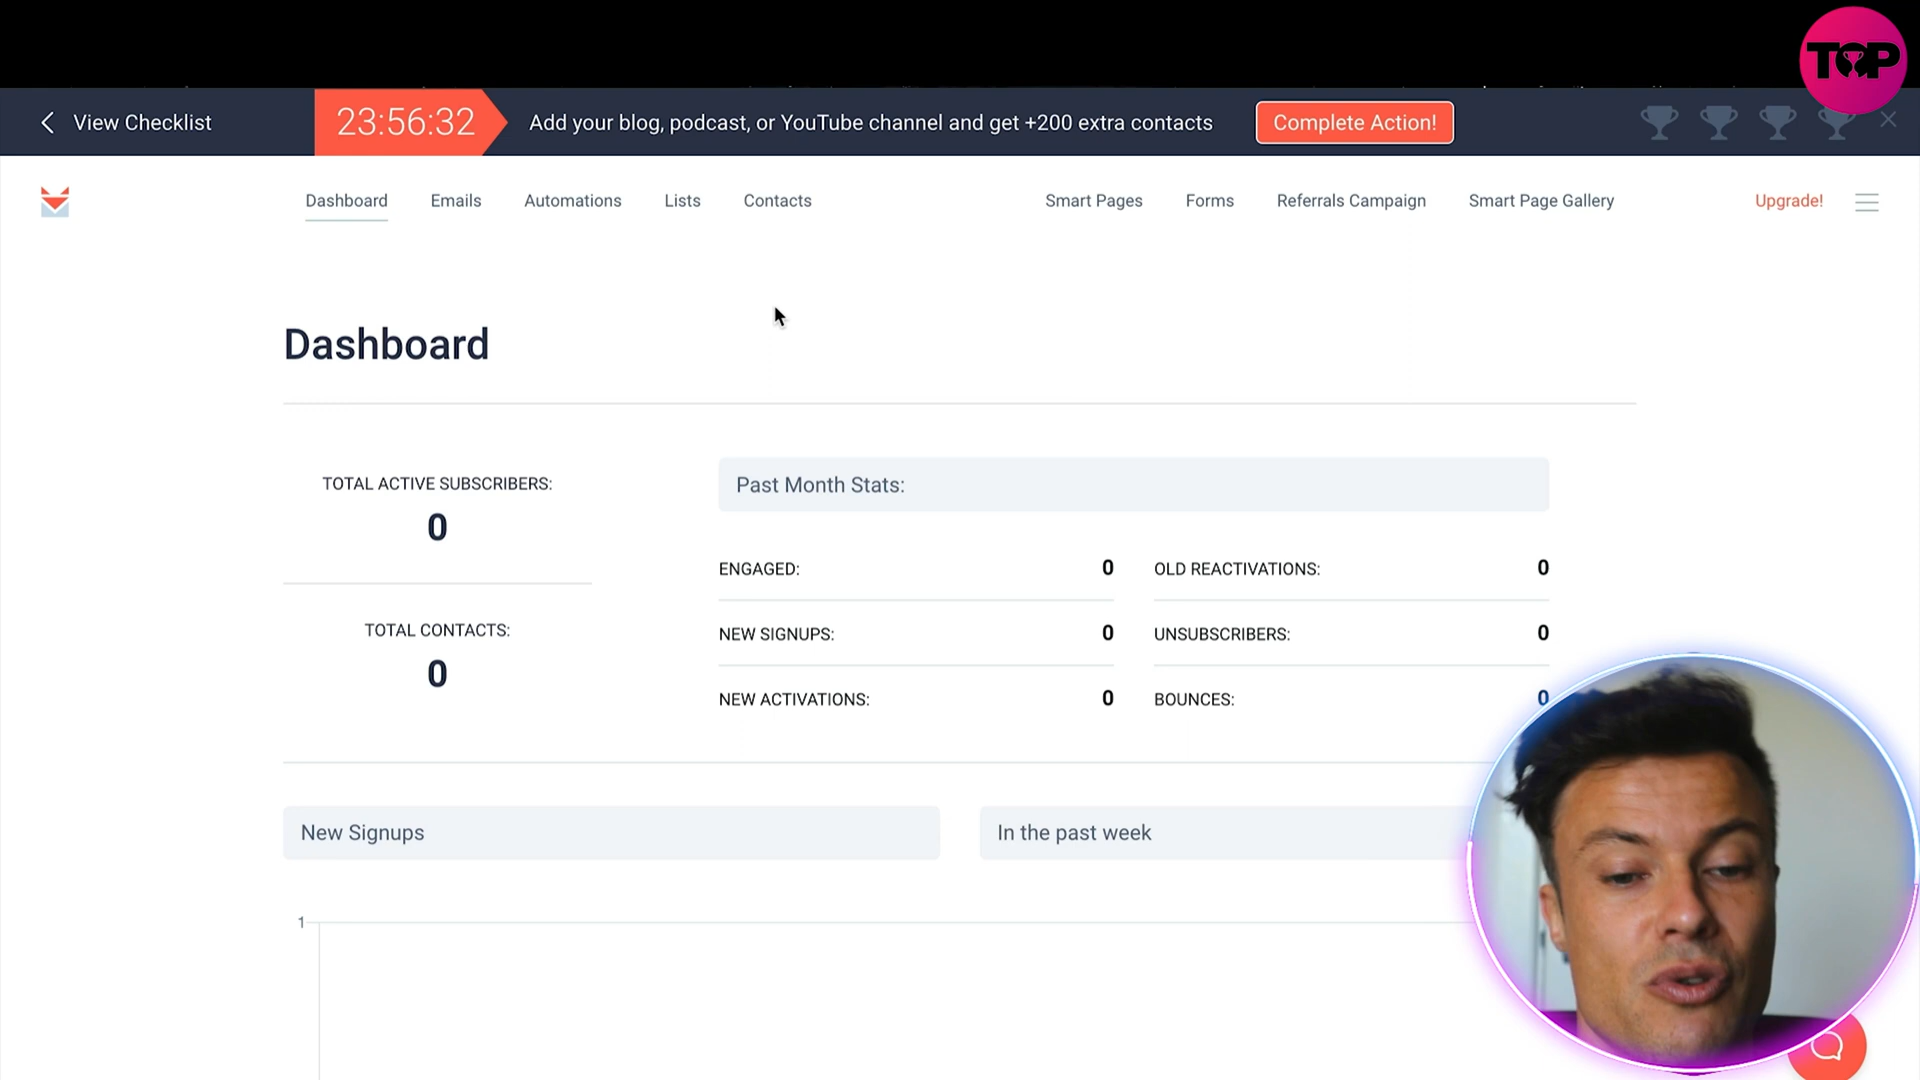 TOP
View Checklist
23:56:32
Add your blog, podcast, or YouTube channel and get +200 extra contacts
Complete Action!
Dashboard
Emails
Automations
Lists
Contacts
Smart Pages
Forms
Referrals Campaign
Smart Page Gallery
Upgrade!
Dashboard
TOTAL ACTIVE SUBSCRIBERS:
0
TOTAL CONTACTS:
0
Past Month Stats:
ENGAGED: 0
OLD REACTIVATIONS: 0
NEW SIGNUPS: 0
UNSUBSCRIBERS: 0
NEW ACTIVATIONS: 0
BOUNCES: 0
New Signups
In the past week
1